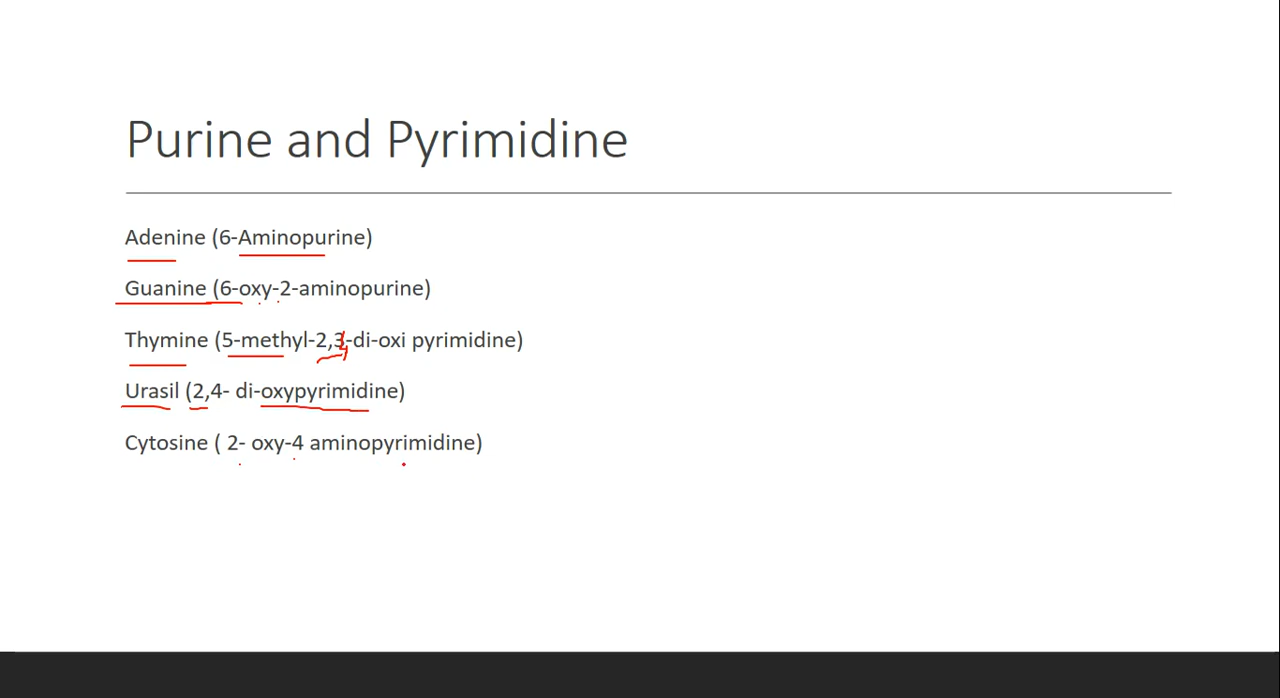 Purine and Pyrimidine
Adenine (6-Aminopurine)
Guanine (6-oxy-2-aminopurine)
Thymine (5-methyl-2,34-di-oxi pyrimidine)
Urasil (2,4- di-oxypyrimidine)
Cytosine ( 2- oxy-4 aminopyrimidine)